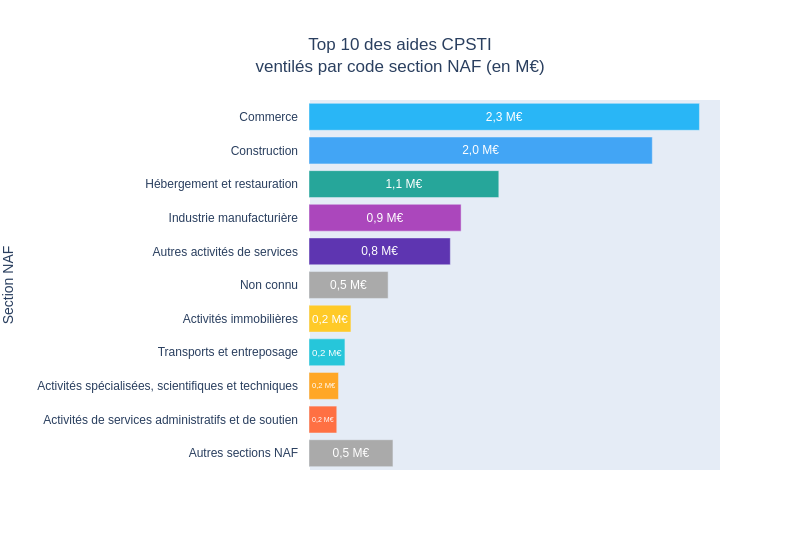 Top 10 des aides CPSTI
ventilés par code section NAF (en M€)
Section NAF
Commerce 2,3 M€
Construction 2,0 M€
Hébergement et restauration 1,1 M€
Industrie manufacturière 0,9 M€
Autres activités de services 0,8 M€
Non connu 0,5 M€
Activités immobilières 0,2 M€
Transports et entreposage 0,2 M€
Activités spécialisées, scientifiques et techniques 0,2 M€
Activités de services administratifs et de soutien 0,2 M€
Autres sections NAF 0,5 M€